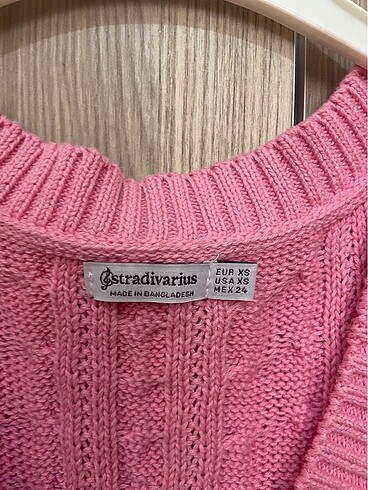 stradivarius
MADE IN BANGLADESH
EUR XS
USA XS
MEX 24